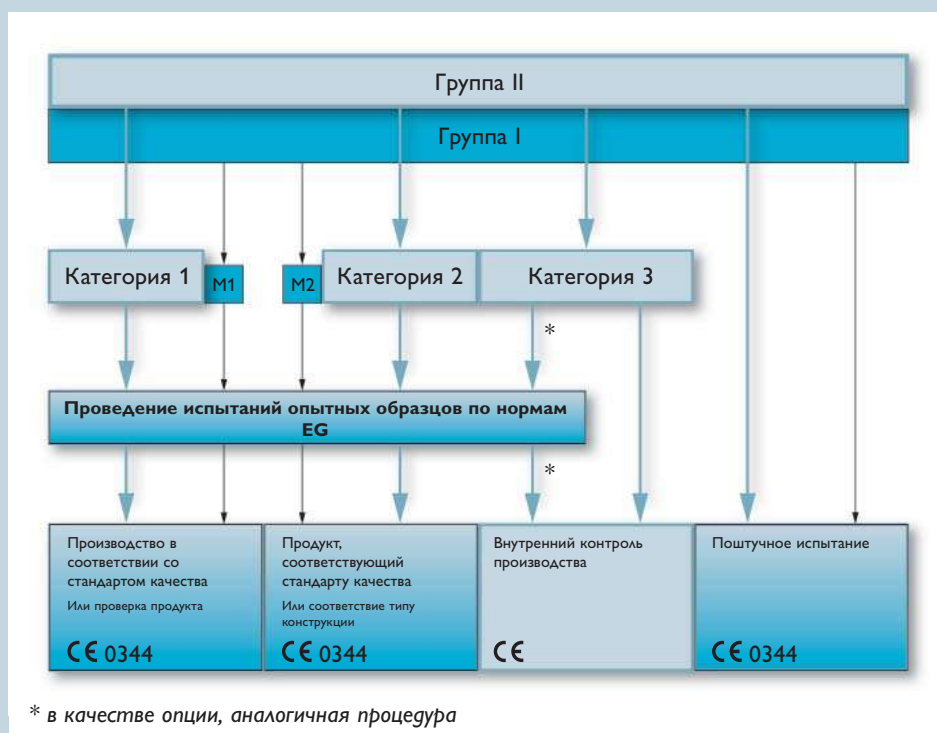 Группа II
Группа I
Категория 1
M1
M2
Категория 2
Категория 3
*
Проведение испытаний опытных образцов по нормам
EG
*
Производство в
соответствии со
стандартом качества
Или проверка продукта
CE 0344
Продукт,
соответствующий
стандарту качества
Или соответствие типу
конструкции
CE 0344
Внутренний контроль
производства
CE
Поштучное испытание
CE 0344
* в качестве опции, аналогичная процедура